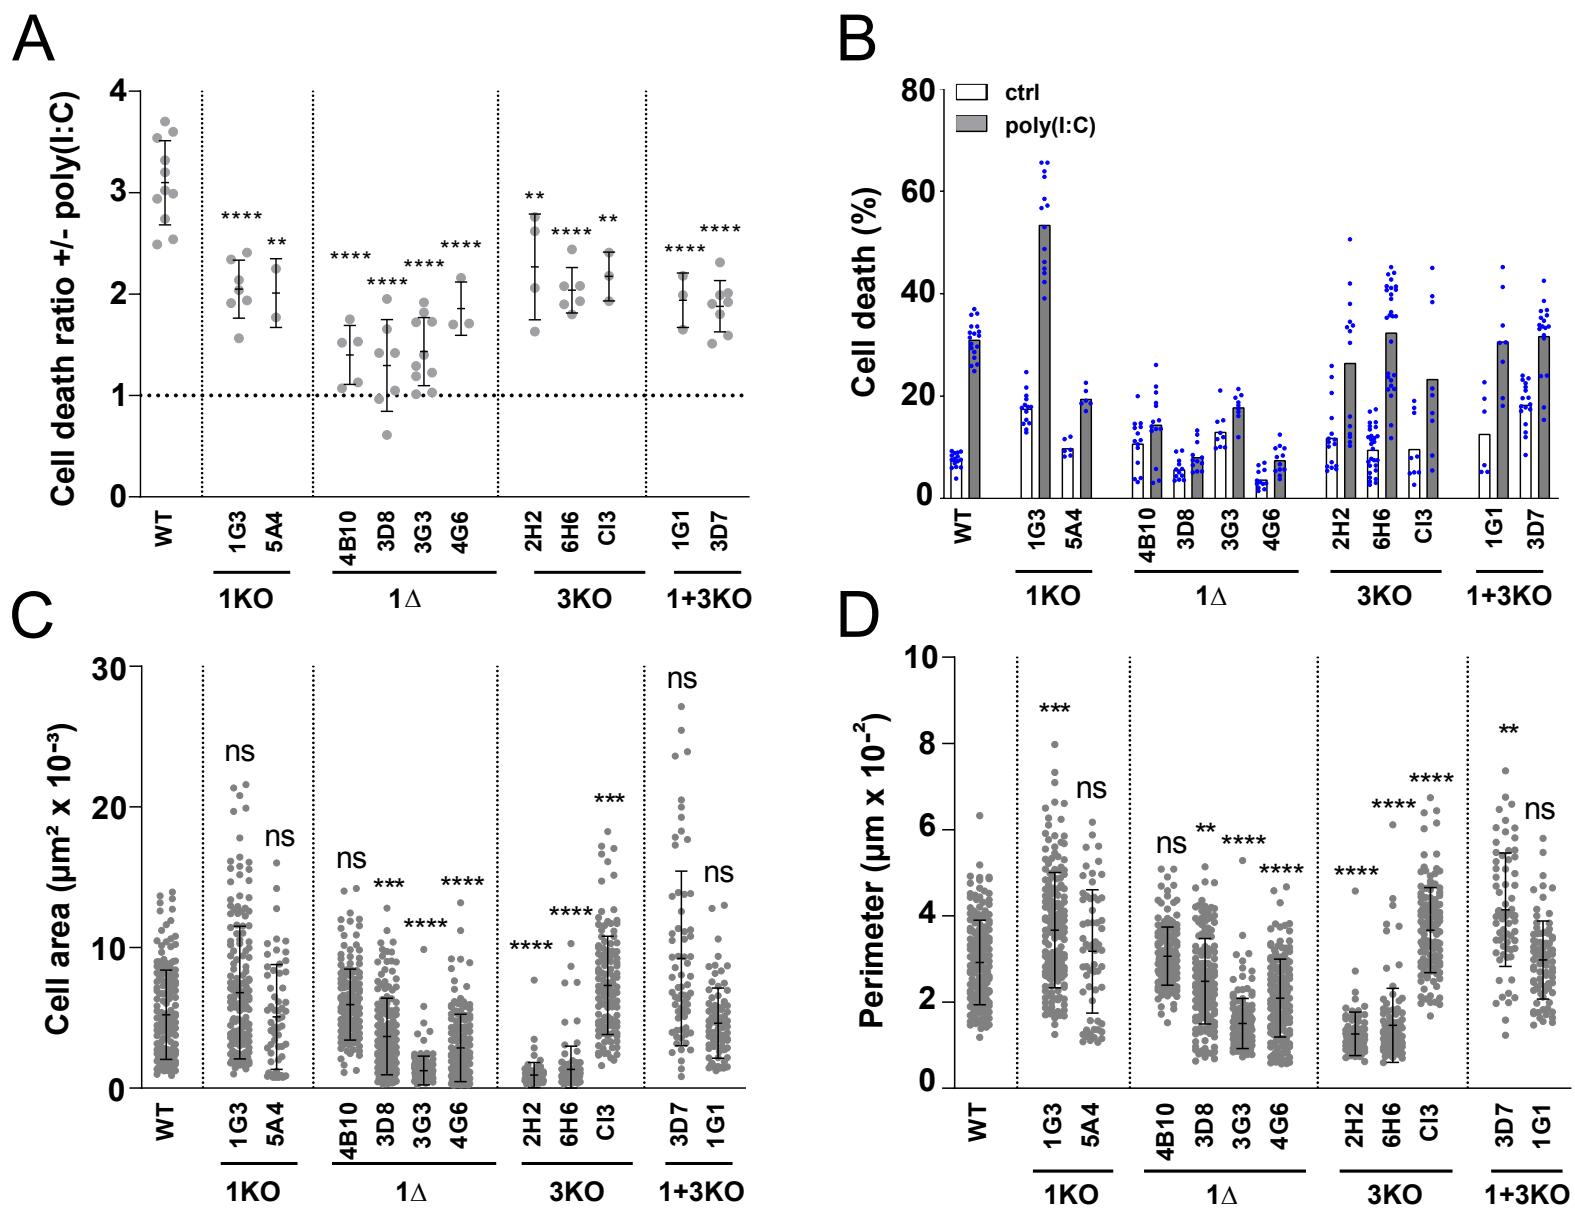 A
Cell death ratio +/- poly(I:C)
4
3
2
1
0
****
**
****
****
****
****
**
****
**
****
****
WT
1G3
5A4
4B10
3D8
3G3
4G6
2H2
6H6
Cl3
1G1
3D7
1KO
1Δ
3KO
1+3KO
B
Cell death (%)
80
60
40
20
0
ctrl
poly(I:C)
WT
1G3
5A4
4B10
3D8
3G3
4G6
2H2
6H6
Cl3
1G1
3D7
1KO
1Δ
3KO
1+3KO
C
Cell area (µm² x 10⁻³)
30
20
10
0
ns
ns
ns
***
****
****
****
****
***
ns
ns
WT
1G3
5A4
4B10
3D8
3G3
4G6
2H2
6H6
Cl3
3D7
1G1
1KO
1Δ
3KO
1+3KO
D
Perimeter (µm x 10⁻²)
10
8
6
4
2
0
***
ns
ns
**
****
****
****
****
****
**
ns
WT
1G3
5A4
4B10
3D8
3G3
4G6
2H2
6H6
Cl3
3D7
1G1
1KO
1Δ
3KO
1+3KO